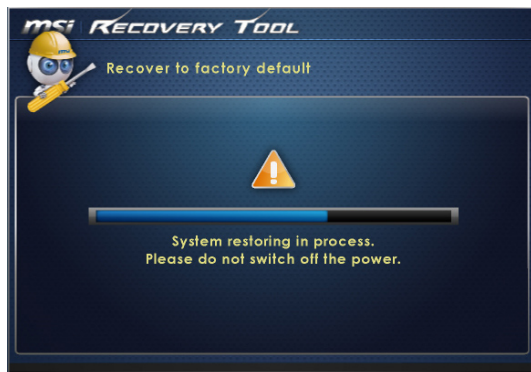 msi RECOVERY TOOL
Recover to factory default
System restoring in process.
Please do not switch off the power.